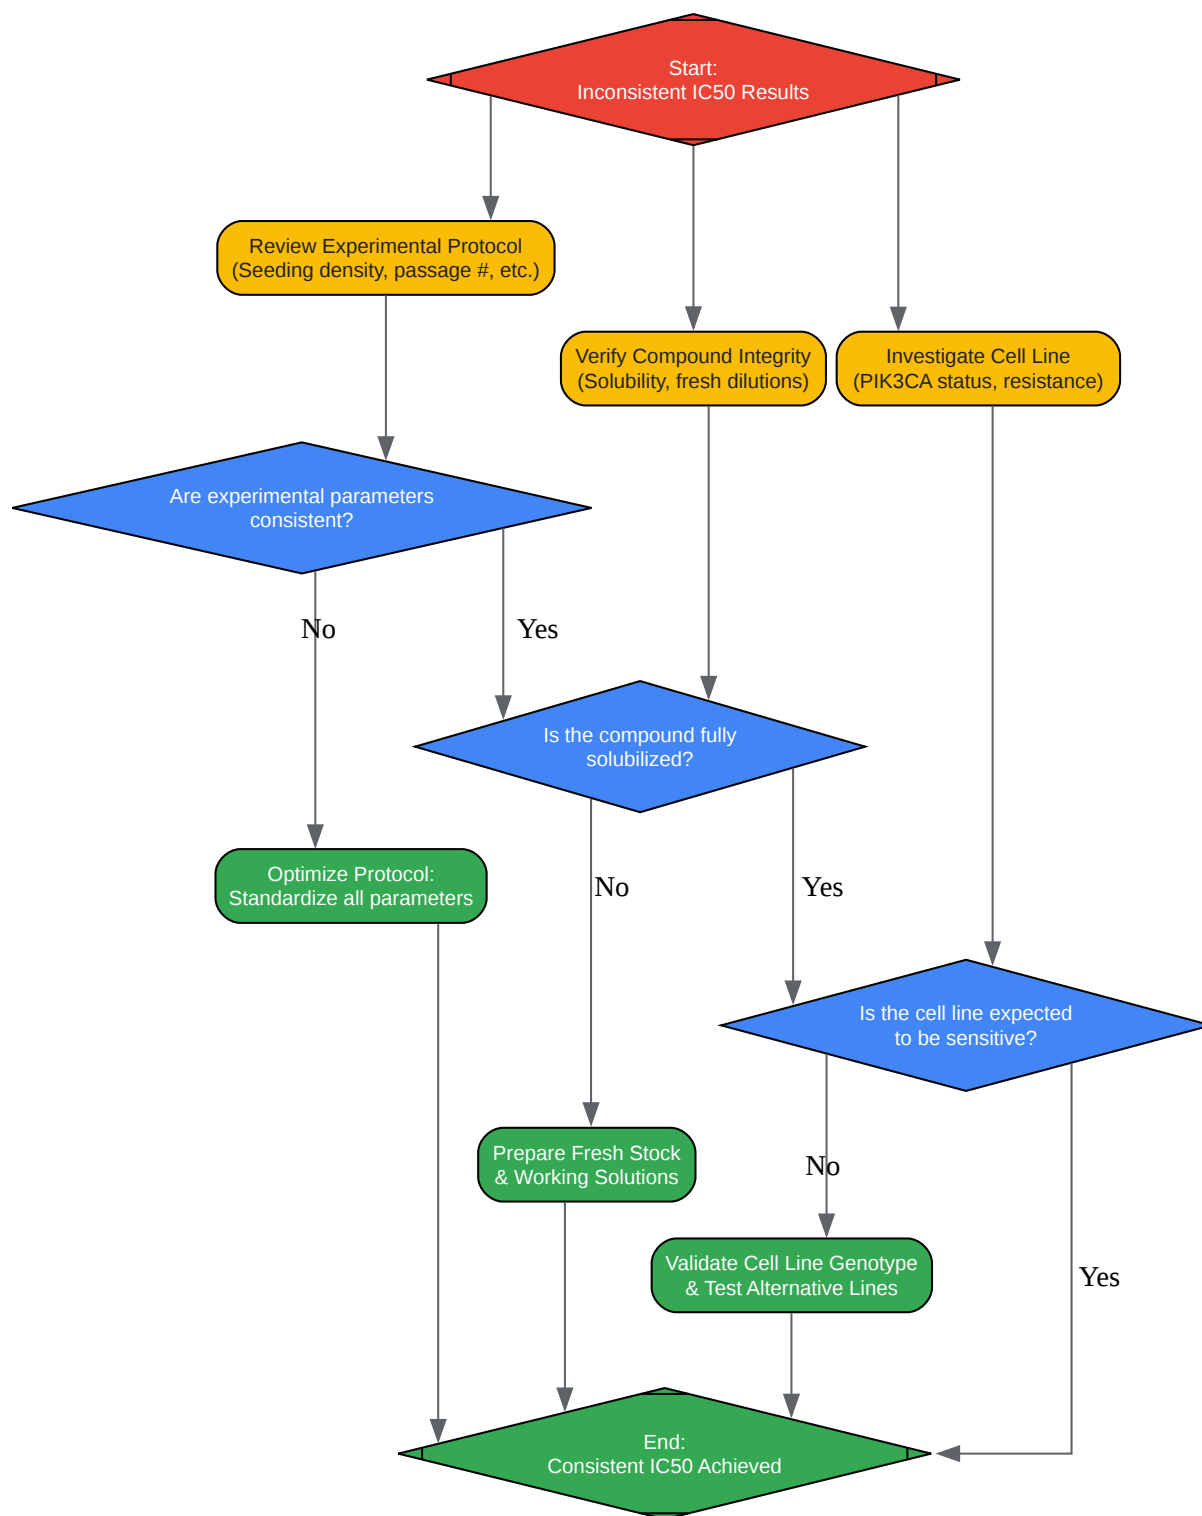 Start:
Inconsistent IC50 Results
Review Experimental Protocol
(Seeding density, passage #, etc.)
Verify Compound Integrity
(Solubility, fresh dilutions)
Investigate Cell Line
(PIK3CA status, resistance)
Are experimental parameters
consistent?
No
Yes
Is the compound fully
solubilized?
Optimize Protocol:
Standardize all parameters
No
Yes
Is the cell line expected
to be sensitive?
Prepare Fresh Stock
& Working Solutions
No
Validate Cell Line Genotype
& Test Alternative Lines
Yes
End:
Consistent IC50 Achieved